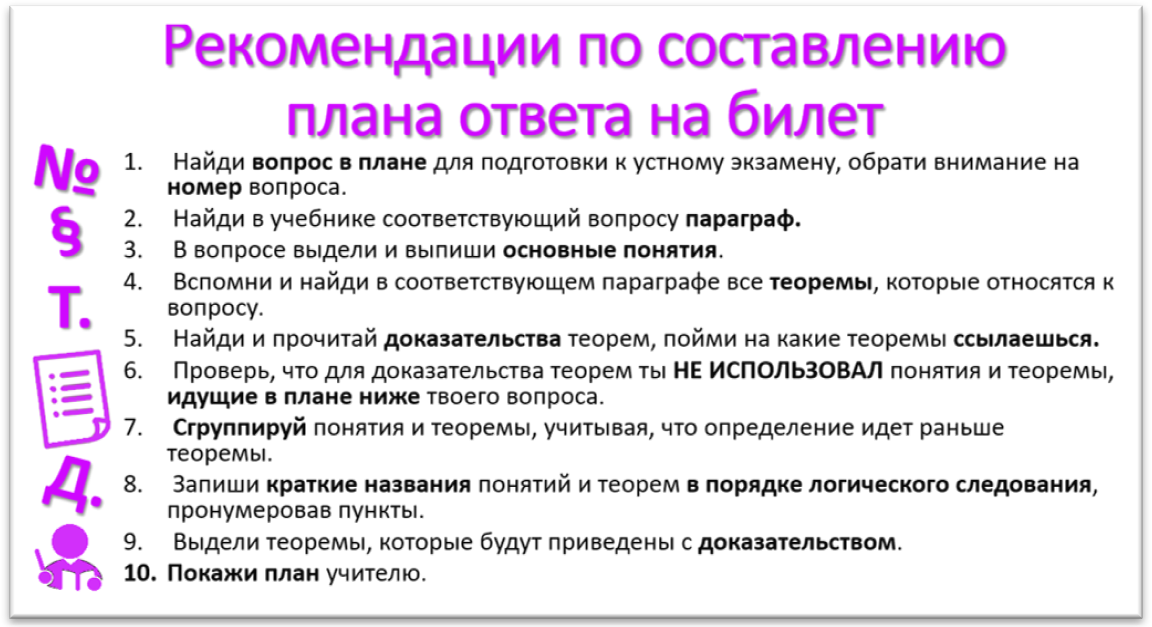 Рекомендации по составлению
плана ответа на билет
№
§
Т.
Д.
1. Найди вопрос в плане для подготовки к устному экзамену, обрати внимание на
номер вопроса.
2. Найди в учебнике соответствующий вопросу параграф.
3. В вопросе выдели и выпиши основные понятия.
4. Вспомни и найди в соответствующем параграфе все теоремы, которые относятся к
вопросу.
5. Найди и прочитай доказательства теорем, пойми на какие теоремы ссылаешься.
6. Проверь, что для доказательства теорем ты НЕ ИСПОЛЬЗОВАЛ понятия и теоремы,
идущие в плане ниже твоего вопроса.
7. Сгруппируй понятия и теоремы, учитывая, что определение идет раньше
теоремы.
8. Запиши краткие названия понятий и теорем в порядке логического следования,
пронумеровав пункты.
9. Выдели теоремы, которые будут приведены с доказательством.
10. Покажи план учителю.